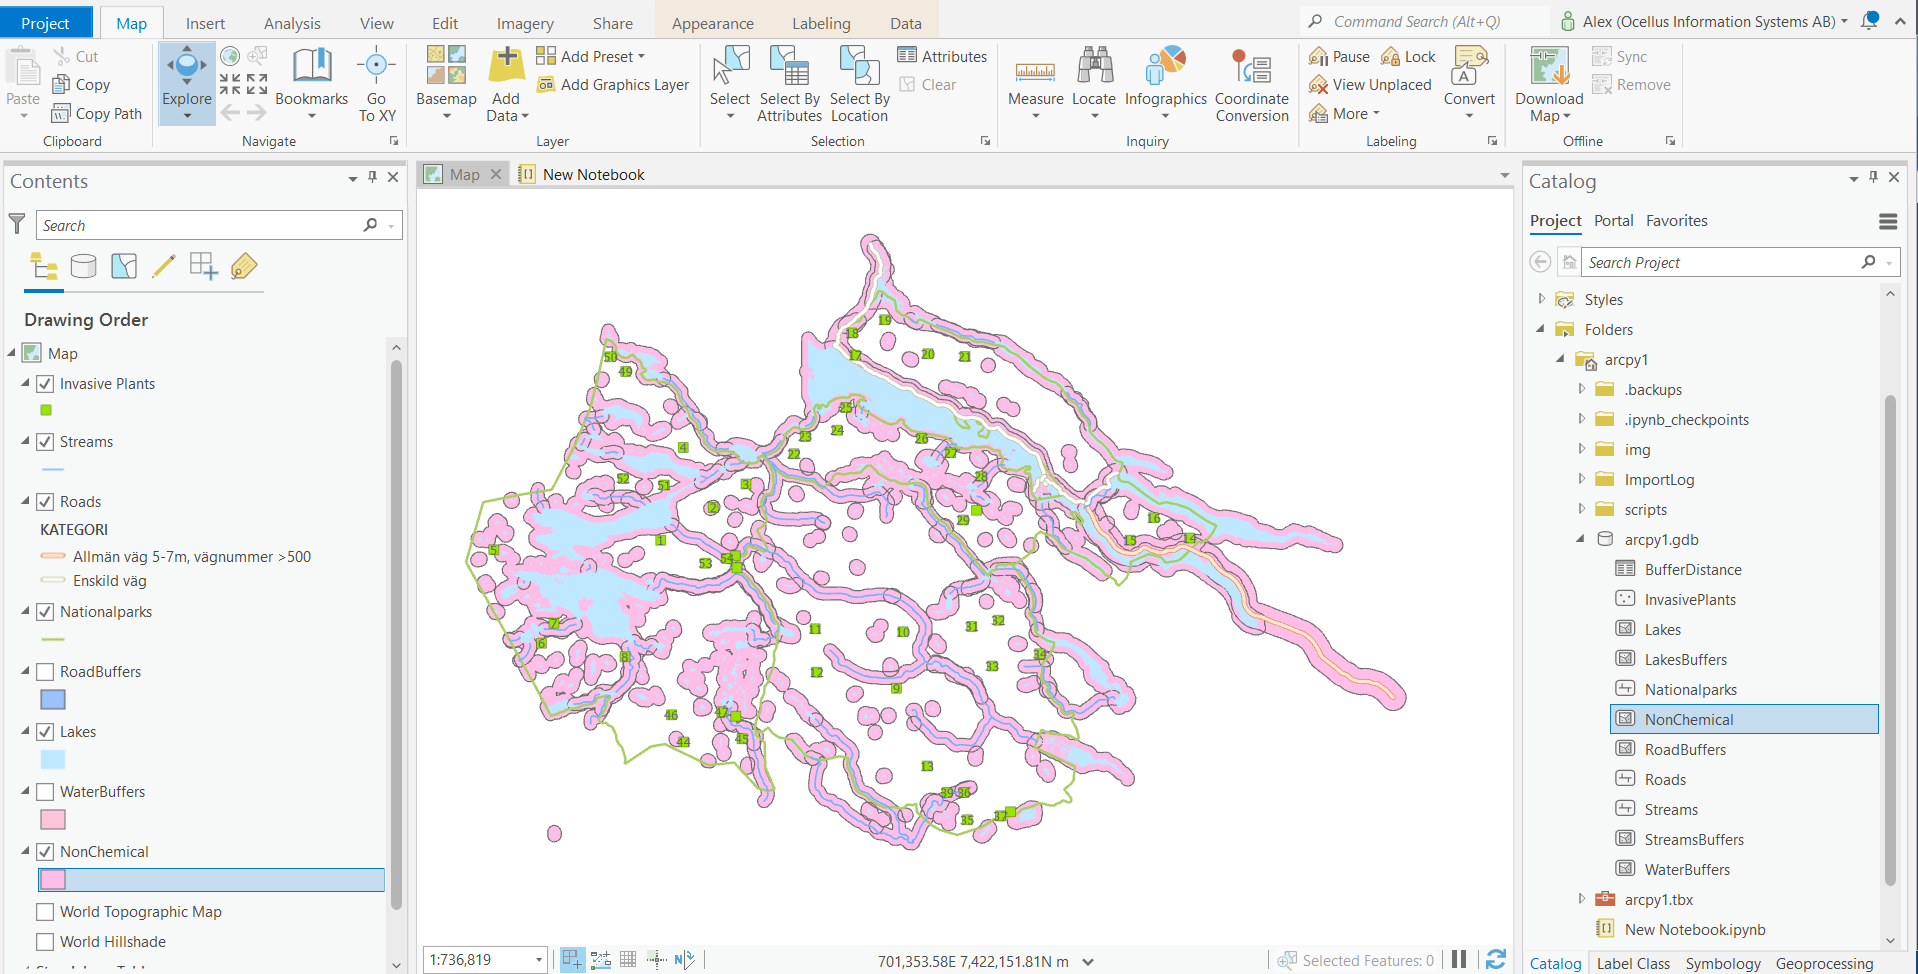 Project
Map
Insert
Analysis
View
Edit
Imagery
Share
Appearance
Labeling
Data
Command Search (Alt+Q)
Alex (Ocellus Information Systems AB)
Paste
Cut
Copy
Copy Path
Clipboard
Explore
Bookmarks
Go
To XY
Navigate
Basemap
Add
Data
Add Preset
Add Graphics Layer
Layer
Select
Select By
Attributes
Select By
Location
Attributes
Clear
Selection
Measure
Locate
Infographics
Coordinate
Conversion
Inquiry
Pause
Lock
View Unplaced
More
Convert
Labeling
Download
Map
Sync
Remove
Offline
Contents
Search
Drawing Order
Map
Invasive Plants
Streams
Roads
KATEGORI
Allmän väg 5-7m, vägnummer >500
Enskild väg
Nationalparks
RoadBuffers
Lakes
WaterBuffers
NonChemical
World Topographic Map
World Hillshade
Map
New Notebook
19
18
17
20
21
50
49
25
24
23
22
26
27
28
4
52
51
3
2
29
16
15
14
1
5
53
54
7
6
8
11
10
31
32
12
33
34
9
46
47
44
45
13
39
36
35
37
1:736,819
701,353.58E 7,422,151.81N m
Selected Features: 0
Catalog
Project
Portal
Favorites
Search Project
Styles
Folders
arcpy1
.backups
.ipynb_checkpoints
img
ImportLog
scripts
arcpy1.gdb
BufferDistance
InvasivePlants
Lakes
LakesBuffers
Nationalparks
NonChemical
RoadBuffers
Roads
Streams
StreamsBuffers
WaterBuffers
arcpy1.tbx
New Notebook.ipynb
Catalog
Label Class
Symbology
Geoprocessing